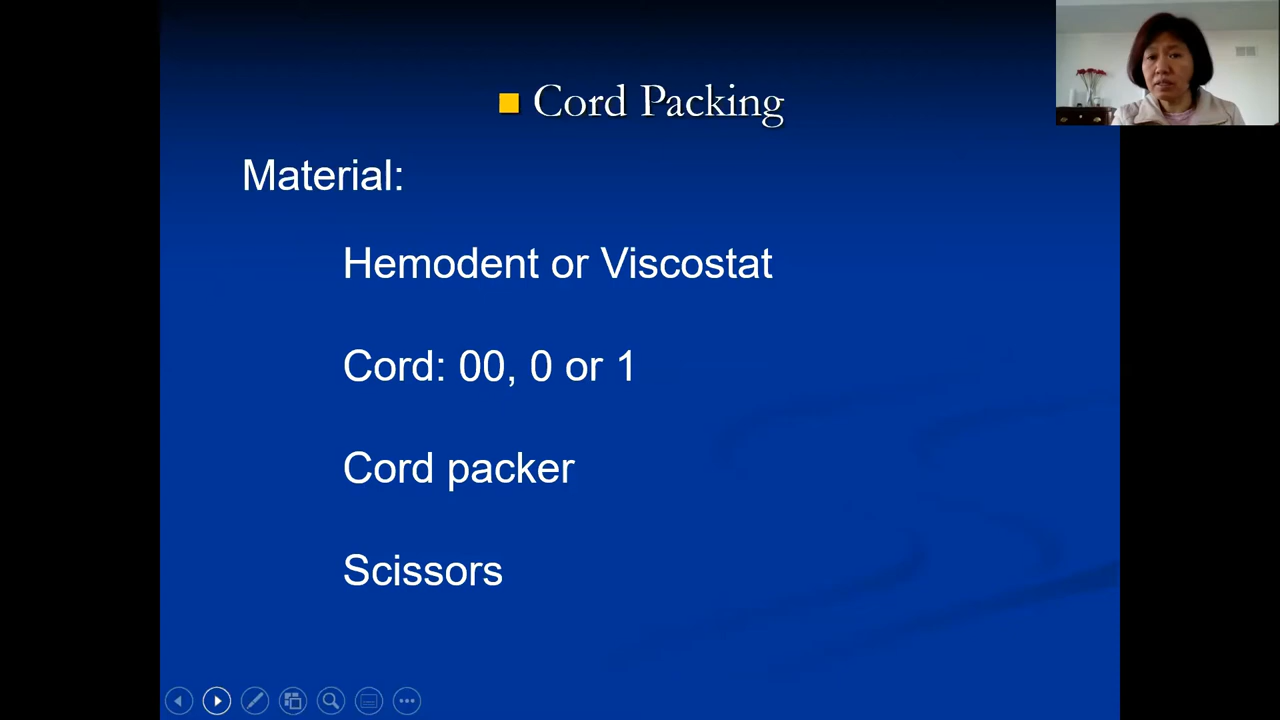 Cord Packing
Material:
Hemodent or Viscostat
Cord: 00, 0 or 1
Cord packer
Scissors